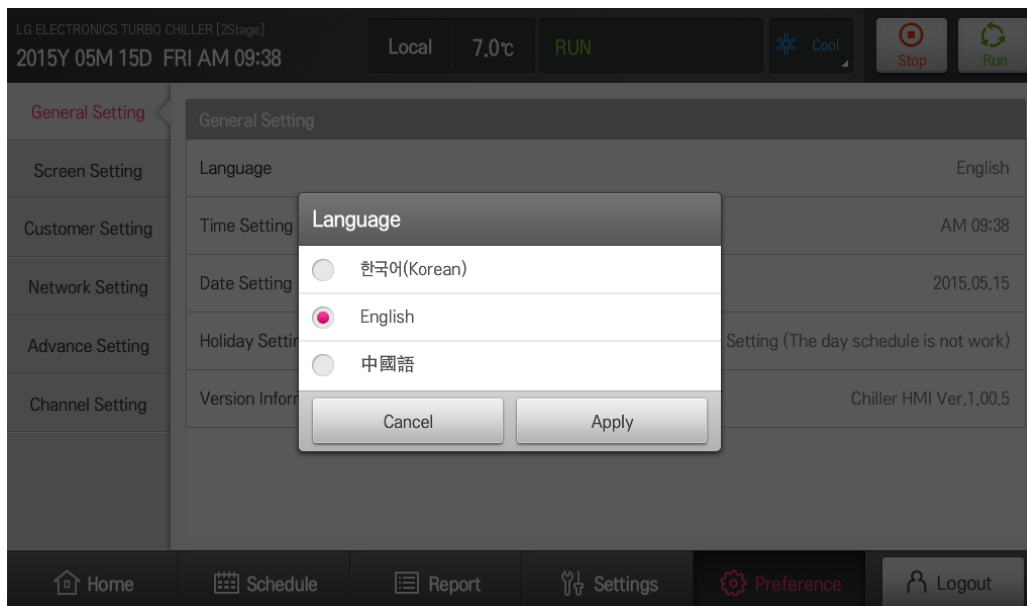 LG ELECTRONICS TURBO CHILLER [2Stage]
2015Y 05M 15D FRI AM 09:38
Local 7.0℃ RUN Cool Stop Run
General Setting
Screen Setting
Customer Setting
Network Setting
Advance Setting
Channel Setting
General Setting
Language English
Time Setting AM 09:38
Date Setting 2015.05.15
Holiday Settin Setting (The day schedule is not work)
Version Inforr Chiller HMI Ver.1.00.5
Language
한국어(Korean)
English
中國語
Cancel Apply
Home Schedule Report Settings Preference Logout